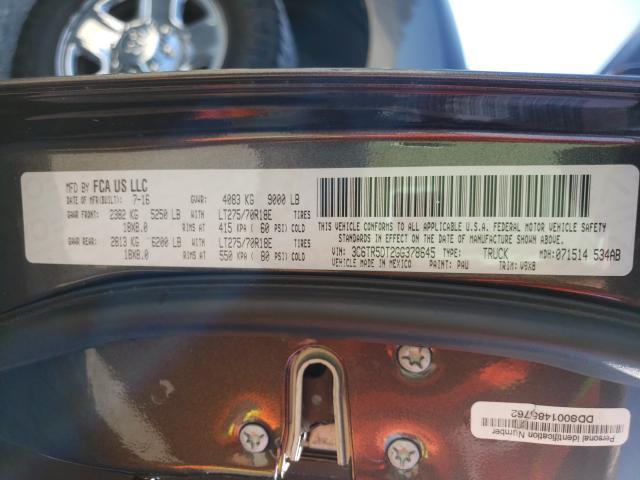 MFD BY FCA US LLC
DATE OF MFR(BUILT): 7-16 GVWR: 4083 KG 9000 LB
GAWR FRONT: 2382 KG 5250 LB LT275/70R18E TIRES
18X8.0 RIMS AT 415 KPA ( 60 PSI) COLD
GAWR REAR: 2813 KG 6200 LB LT275/70R18E TIRES
18X8.0 RIMS AT 550 KPA ( 80 PSI) COLD
THIS VEHICLE CONFORMS TO ALL APPLICABLE U.S.A. FEDERAL MOTOR VEHICLE SAFETY
STANDARDS IN EFFECT ON THE DATE OF MANUFACTURE SHOWN ABOVE.
VIN: 3C6TR5DT2GG378645 TYPE: TRUCK MDH:071514 534AB
VEHICLE MADE IN MEXICO PAINT: PAU TRIM: V9X8
Personal Identification Number
DDS001486762